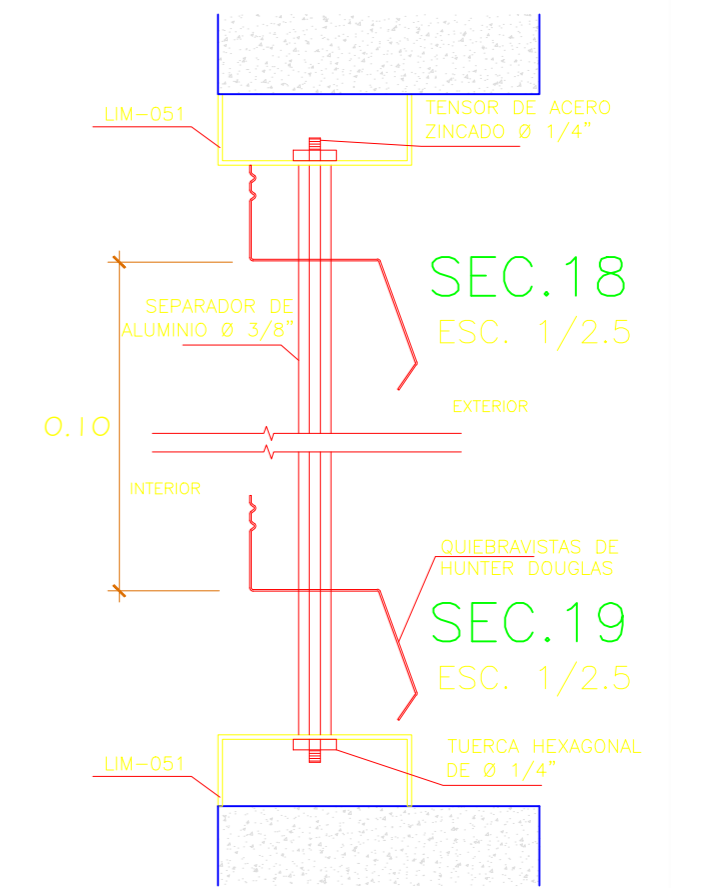 LIM-051
TENSOR DE ACERO
ZINCADO Ø 1/4"
SEC.18
ESC. 1/2.5
SEPARADOR DE
ALUMINIO Ø 3/8"
EXTERIOR
0.10
INTERIOR
QUIEBRAVISTAS DE
HUNTER DOUGLAS
SEC.19
ESC. 1/2.5
LIM-051
TUERCA HEXAGONAL
DE Ø 1/4"